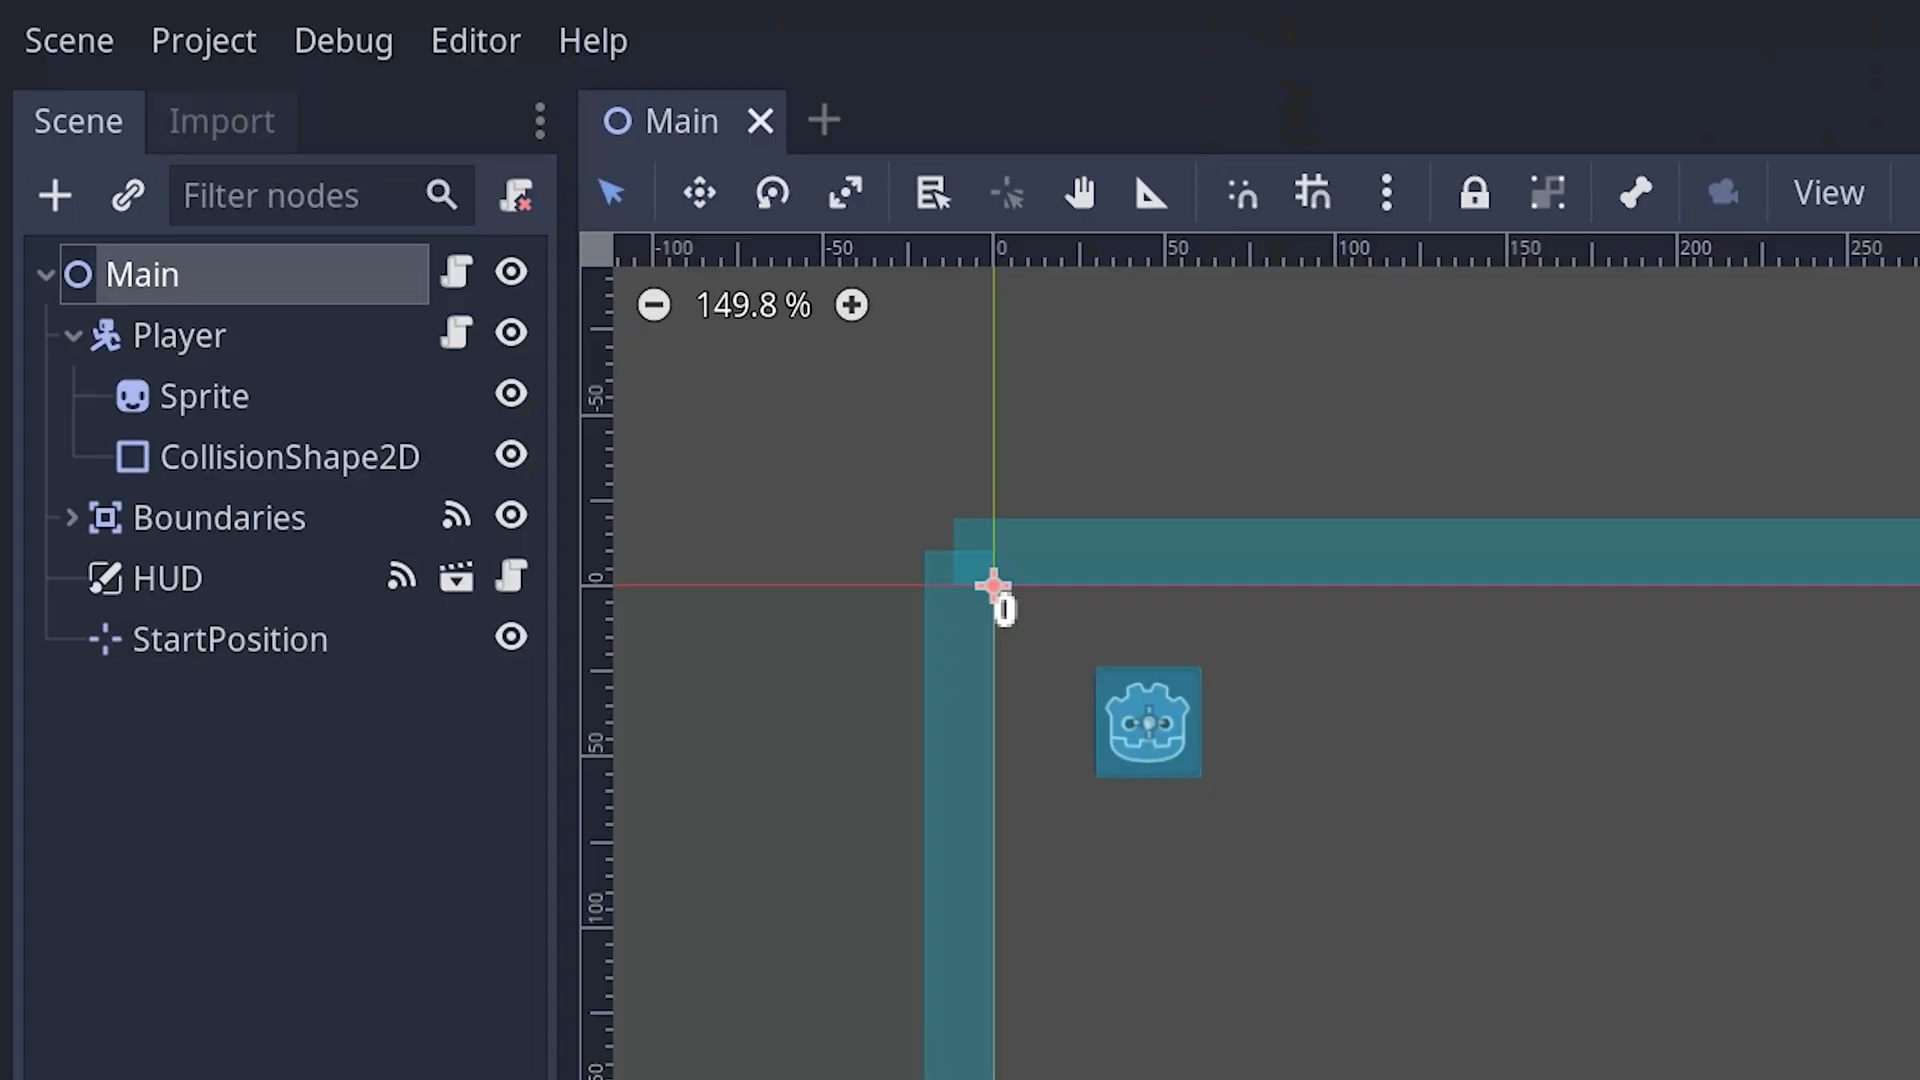 Scene Project Debug Editor Help
Scene Import
Main
Filter nodes
View
Main
Player
Sprite
CollisionShape2D
Boundaries
HUD
StartPosition
-100 -50 0 50 100 150 200 250
149.8 %
-50
0
0
50
100